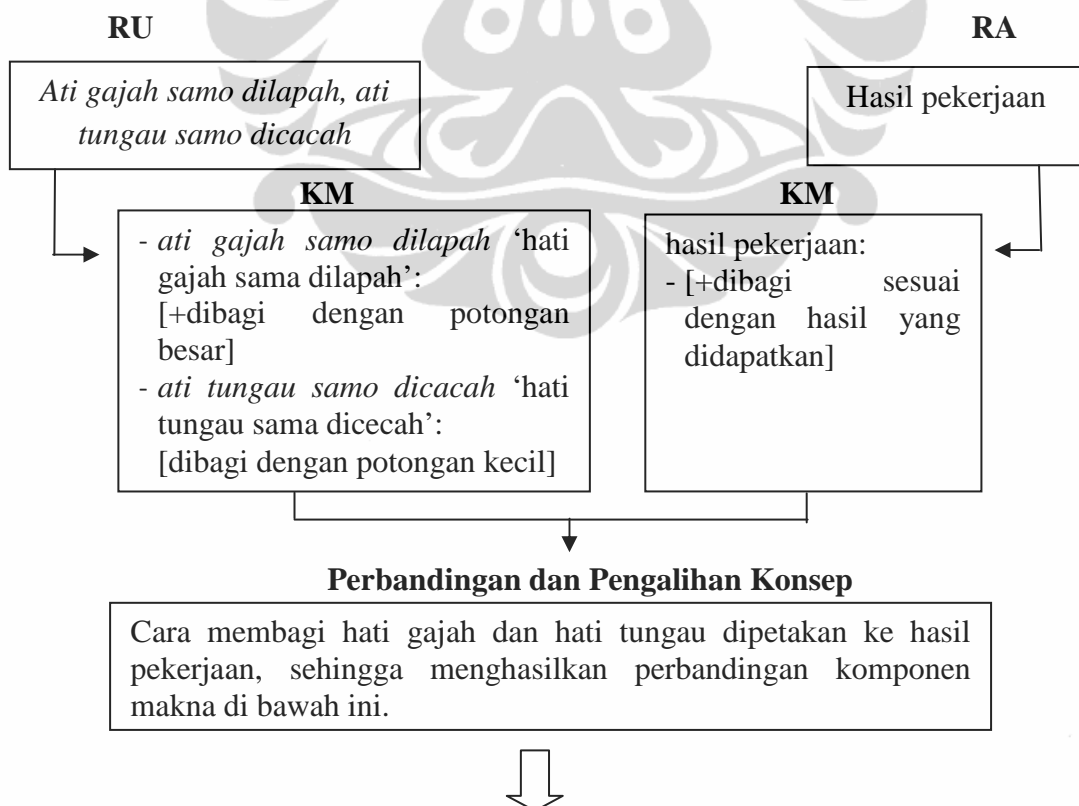 RU
RA
Ati gajah samo dilapah, ati
tungau samo dicacah
Hasil pekerjaan
KM
KM
- ati gajah samo dilapah ‘hati
gajah sama dilapah’:
[+dibagi dengan potongan
besar]
- ati tungau samo dicacah ‘hati
tungau sama dicecah’:
[dibagi dengan potongan kecil]
hasil pekerjaan:
- [+dibagi sesuai
dengan hasil yang
didapatkan]
Perbandingan dan Pengalihan Konsep
Cara membagi hati gajah dan hati tungau dipetakan ke hasil
pekerjaan, sehingga menghasilkan perbandingan komponen
makna di bawah ini.